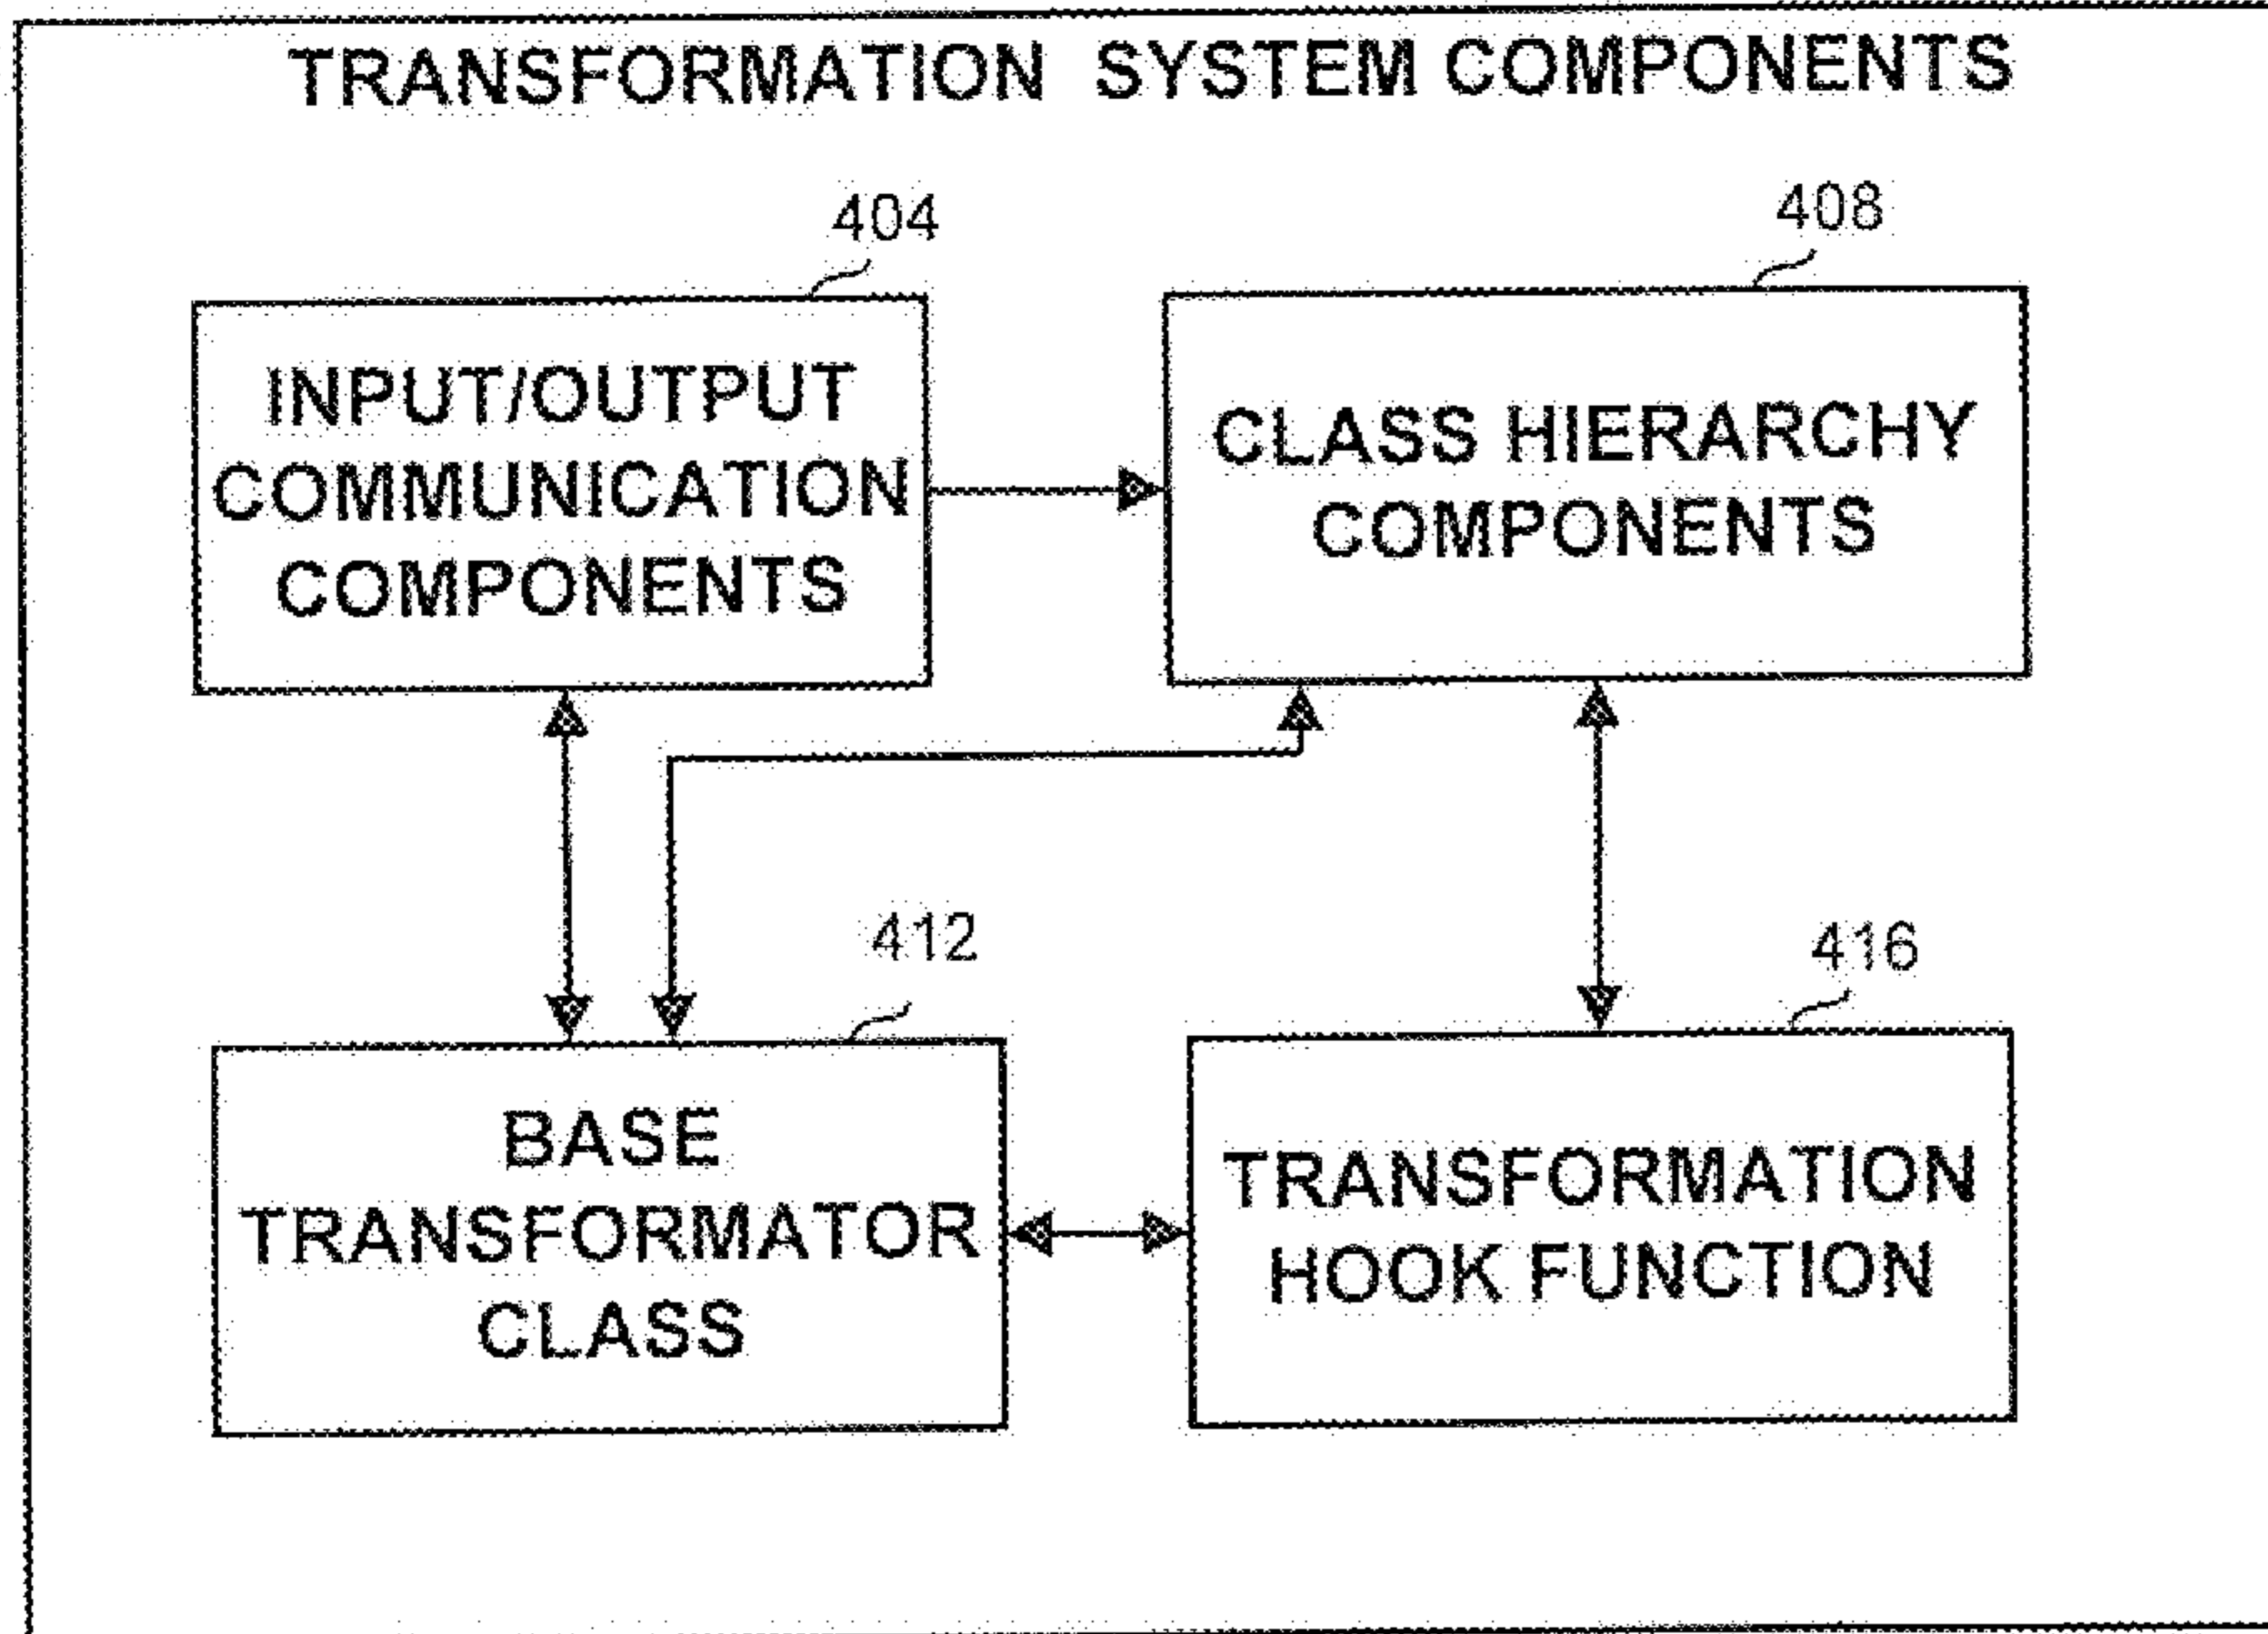 TRANSFORMATION SYSTEM COMPONENTS
404
408
INPUT/OUTPUT
COMMUNICATION
COMPONENTS
CLASS HIERARCHY
COMPONENTS
412
416
BASE
TRANSFORMATOR
CLASS
TRANSFORMATION
HOOK FUNCTION